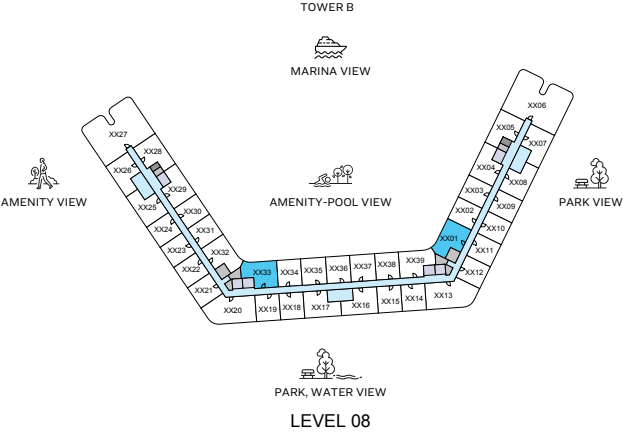 TOWER B
MARINA VIEW
XX06
XX27
XX05
XX28
XX07
XX26
XX04
XX08
XX29
XX03
AMENITY VIEW
AMENITY-POOL VIEW
PARK VIEW
XX25
XX30
XX02
XX09
XX24
XX31
XX10
XX23
XX01
XX32
XX11
XX22
XX33
XX34
XX35
XX36
XX37
XX38
XX39
XX12
XX21
XX20
XX19
XX18
XX17
XX16
XX15
XX14
XX13
PARK, WATER VIEW
LEVEL 08